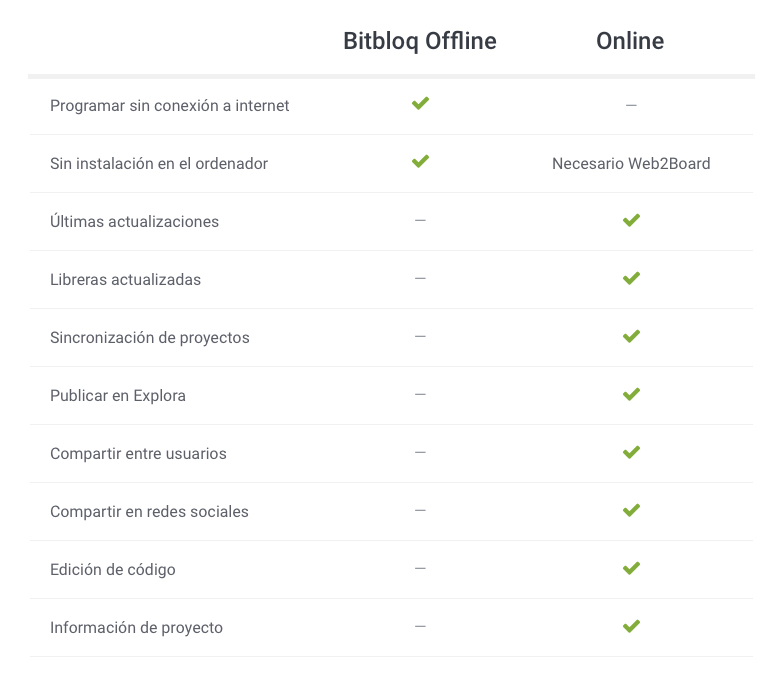 Bitbloq Offline Online
Programar sin conexión a internet —
Sin instalación en el ordenador Necesario Web2Board
Últimas actualizaciones —
Libreras actualizadas —
Sincronización de proyectos —
Publicar en Explora —
Compartir entre usuarios —
Compartir en redes sociales —
Edición de código —
Información de proyecto —